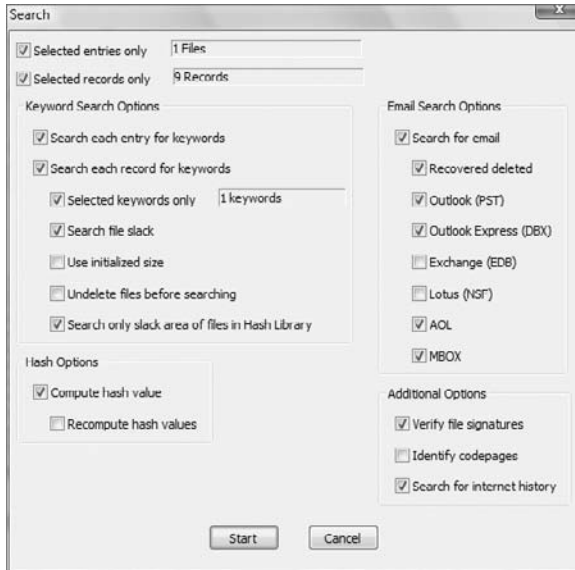 Search
Selected entries only 1 Files
Selected records only 9 Records
Keyword Search Options
Search each entry for keywords
Search each record for keywords
Selected keywords only 1 keywords
Search file slack
Use initialized size
Undelete files before searching
Search only slack area of files in Hash Library
Hash Options
Compute hash value
Recompute hash values
Email Search Options
Search for email
Recovered deleted
Outlook (PST)
Outlook Express (DBX)
Exchange (EDB)
Lotus (NSF)
AOL
MBOX
Additional Options
Verify file signatures
Identify codepages
Search for internet history
Start
Cancel